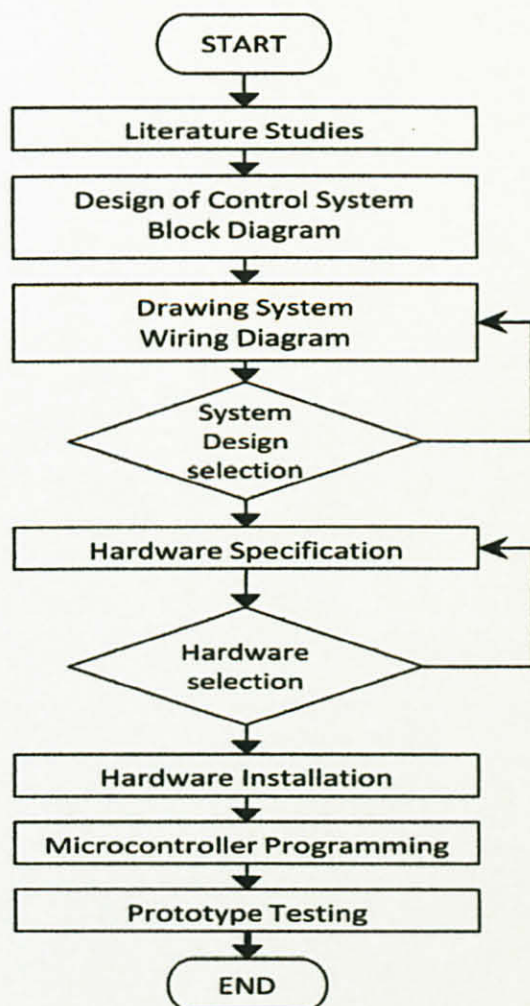 START
Literature Studies
Design of Control System
Block Diagram
Drawing System
Wiring Diagram
System
Design
selection
Hardware Specification
Hardware
selection
Hardware Installation
Microcontroller Programming
Prototype Testing
END